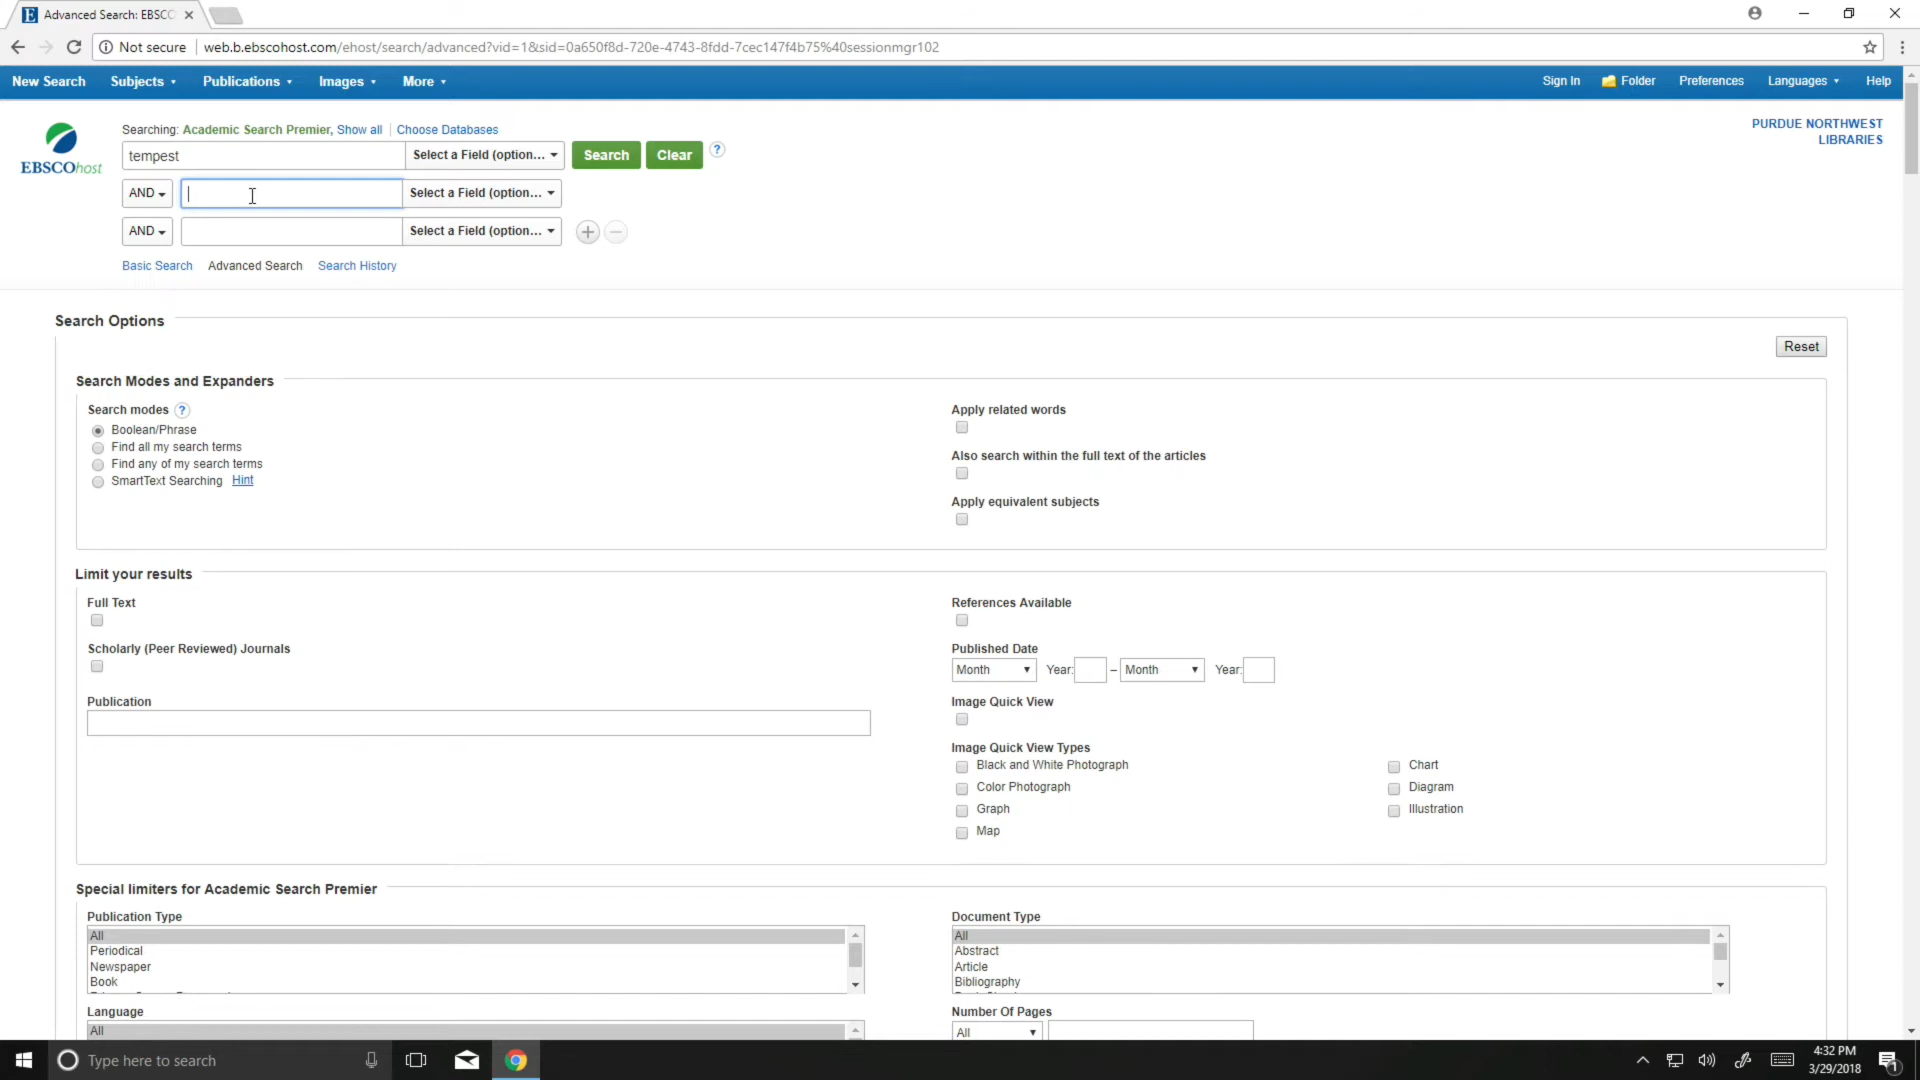 Advanced Search: EBSCO
Not secure
web.b.ebscohost.com/ehost/search/advanced?vid=1&sid=0a650f8d-720e-4743-8fdd-7cec147f4b75%40sessionmgr102
New Search Subjects Publications Images More
Sign In Folder Preferences Languages Help
PURDUE NORTHWEST
LIBRARIES
EBSCOhost
Searching: Academic Search Premier, Show all Choose Databases
tempest Select a Field (option... Search Clear ?
AND Select a Field (option...
AND Select a Field (option...
Basic Search Advanced Search Search History
Search Options
Reset
Search Modes and Expanders
Search modes ?
Boolean/Phrase
Find all my search terms
Find any of my search terms
SmartText Searching Hint
Apply related words
Also search within the full text of the articles
Apply equivalent subjects
Limit your results
Full Text
Scholarly (Peer Reviewed) Journals
Publication
References Available
Published Date
Month Year: – Month Year:
Image Quick View
Image Quick View Types
Black and White Photograph
Color Photograph
Graph
Map
Chart
Diagram
Illustration
Special limiters for Academic Search Premier
Publication Type
All
Periodical
Newspaper
Book
Document Type
All
Abstract
Article
Bibliography
Language
All
Number Of Pages
All
Type here to search
4:32 PM
3/29/2018
1